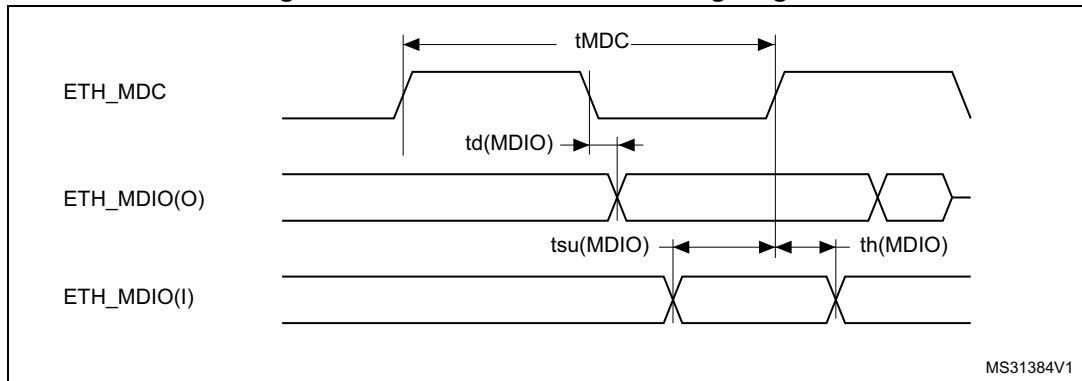 tMDC
ETH_MDC
td(MDIO)
ETH_MDIO(O)
tsu(MDIO)
th(MDIO)
ETH_MDIO(I)
MS31384V1